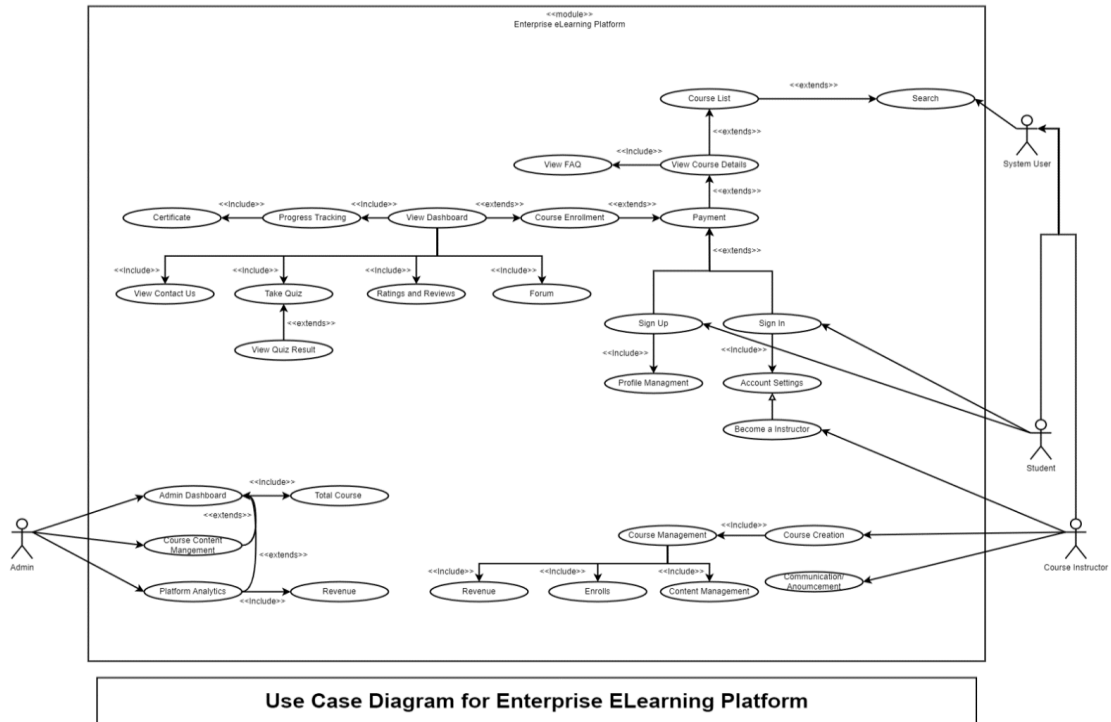 <<module>>
Enterprise eLearning Platform
Course List
<<extends>>
Search
<<extends>>
System User
View FAQ
<<Include>>
View Course Details
<<extends>>
Certificate
<<Include>>
Progress Tracking
<<Include>>
View Dashboard
<<extends>>
Course Enrollment
<<extends>>
Payment
<<extends>>
<<Include>>
<<Include>>
<<Include>>
<<Include>>
View Contact Us
Take Quiz
Ratings and Reviews
Forum
<<extends>>
View Quiz Result
Sign Up
Sign In
<<Include>>
<<Include>>
Profile Managment
Account Settings
Become a Instructor
Student
Admin Dashboard
<<Include>>
Total Course
<<extends>>
Course Content
Mangement
<<extends>>
Platform Analytics
<<Include>>
Revenue
Admin
Course Management
<<Include>>
Course Creation
<<Include>>
<<Include>>
<<Include>>
Revenue
Enrolls
Content Management
Communication/
Anoumcement
Course Instructor
Use Case Diagram for Enterprise ELearning Platform